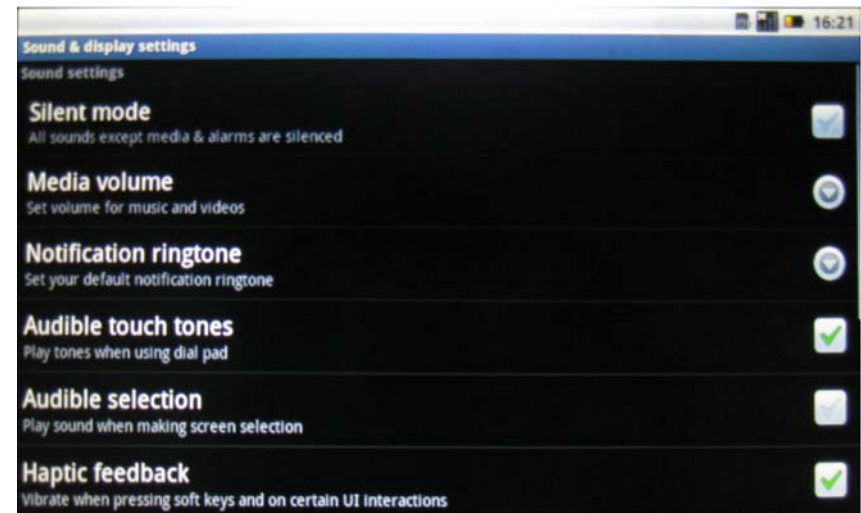 16:21
Sound & display settings
Sound settings
Silent mode
All sounds except media & alarms are silenced
Media volume
Set volume for music and videos
Notification ringtone
Set your default notification ringtone
Audible touch tones
Play tones when using dial pad
Audible selection
Play sound when making screen selection
Haptic feedback
Vibrate when pressing soft keys and on certain UI interactions